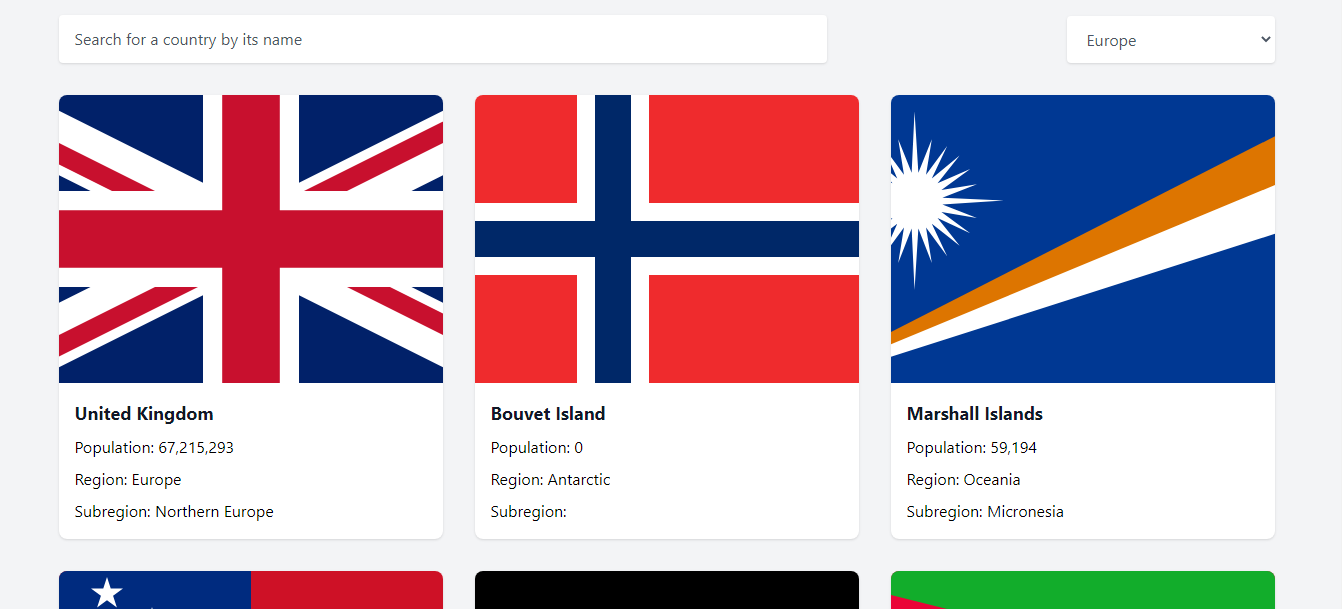 Search for a country by its name
Europe
United Kingdom
Population: 67,215,293
Region: Europe
Subregion: Northern Europe
Bouvet Island
Population: 0
Region: Antarctic
Subregion:
Marshall Islands
Population: 59,194
Region: Oceania
Subregion: Micronesia